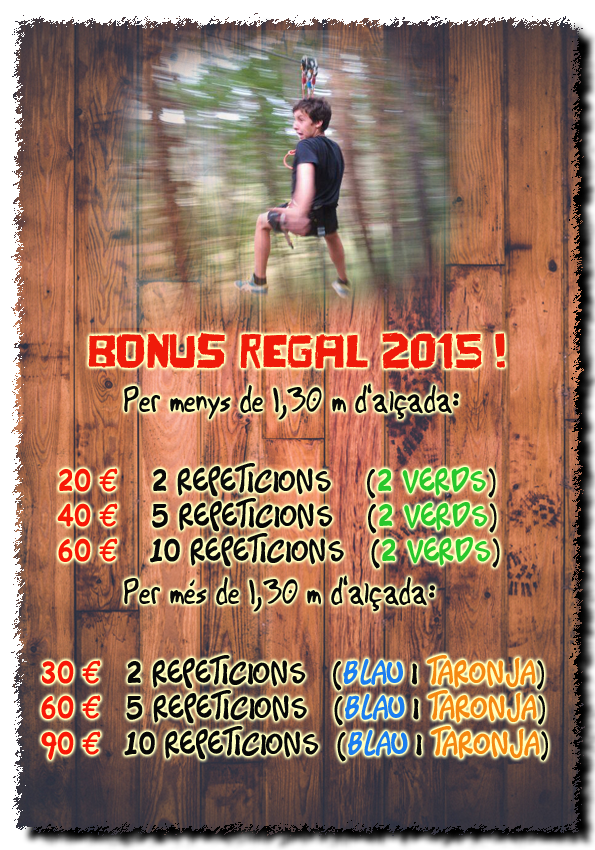 BONUS REGAL 2015 !
Per menys de 1,30 m d'alçada:
20 € 2 REPETICIONS (2 VERDS)
40 € 5 REPETICIONS (2 VERDS)
60 € 10 REPETICIONS (2 VERDS)
Per més de 1,30 m d'alçada:
30 € 2 REPETICIONS (BLAU I TARONJA)
60 € 5 REPETICIONS (BLAU I TARONJA)
90 € 10 REPETICIONS (BLAU I TARONJA)